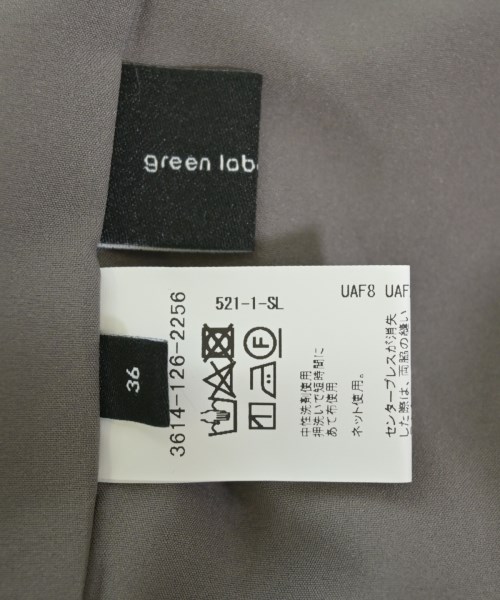 green lab
36
3614-126-2256
521-1-SL
UAF8 UAF
中性洗剤使用
押洗いで短時間に
あて布使用
ネット使用。
センタープレスが消失
した際は、両脇の縫い